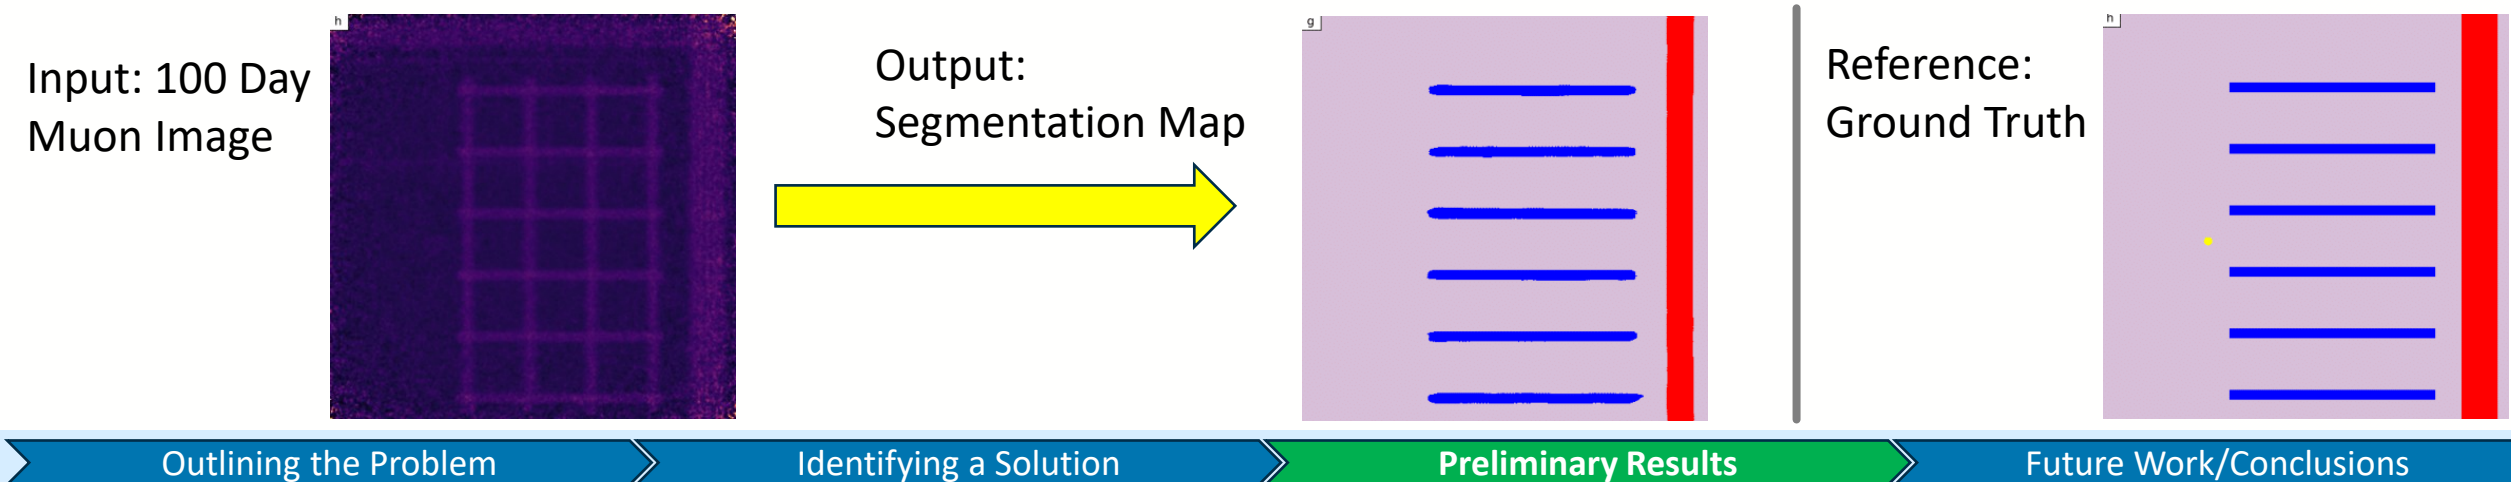 Input: 100 Day
Muon Image
h
Output:
Segmentation Map
g
Reference:
Ground Truth
h
Outlining the Problem
Identifying a Solution
Preliminary Results
Future Work/Conclusions